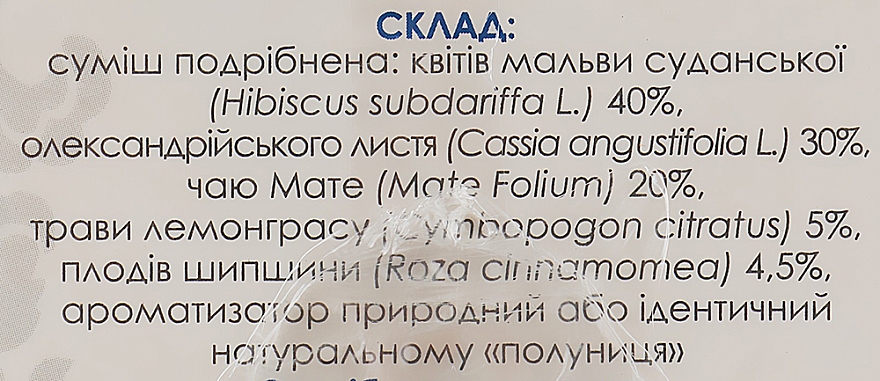 СКЛАД:
суміш подрібнена: квітів мальви суданської
(Hibiscus subdariffa L.) 40%,
олександрійського листя (Cassia angustifolia L.) 30%,
чаю Мате (Mate Folium) 20%,
трави лемонграсу (Cymbopogon citratus) 5%,
плодів шипшини (Roza cinnamomea) 4,5%,
ароматизатор природний або ідентичний
натуральному «полуниця»